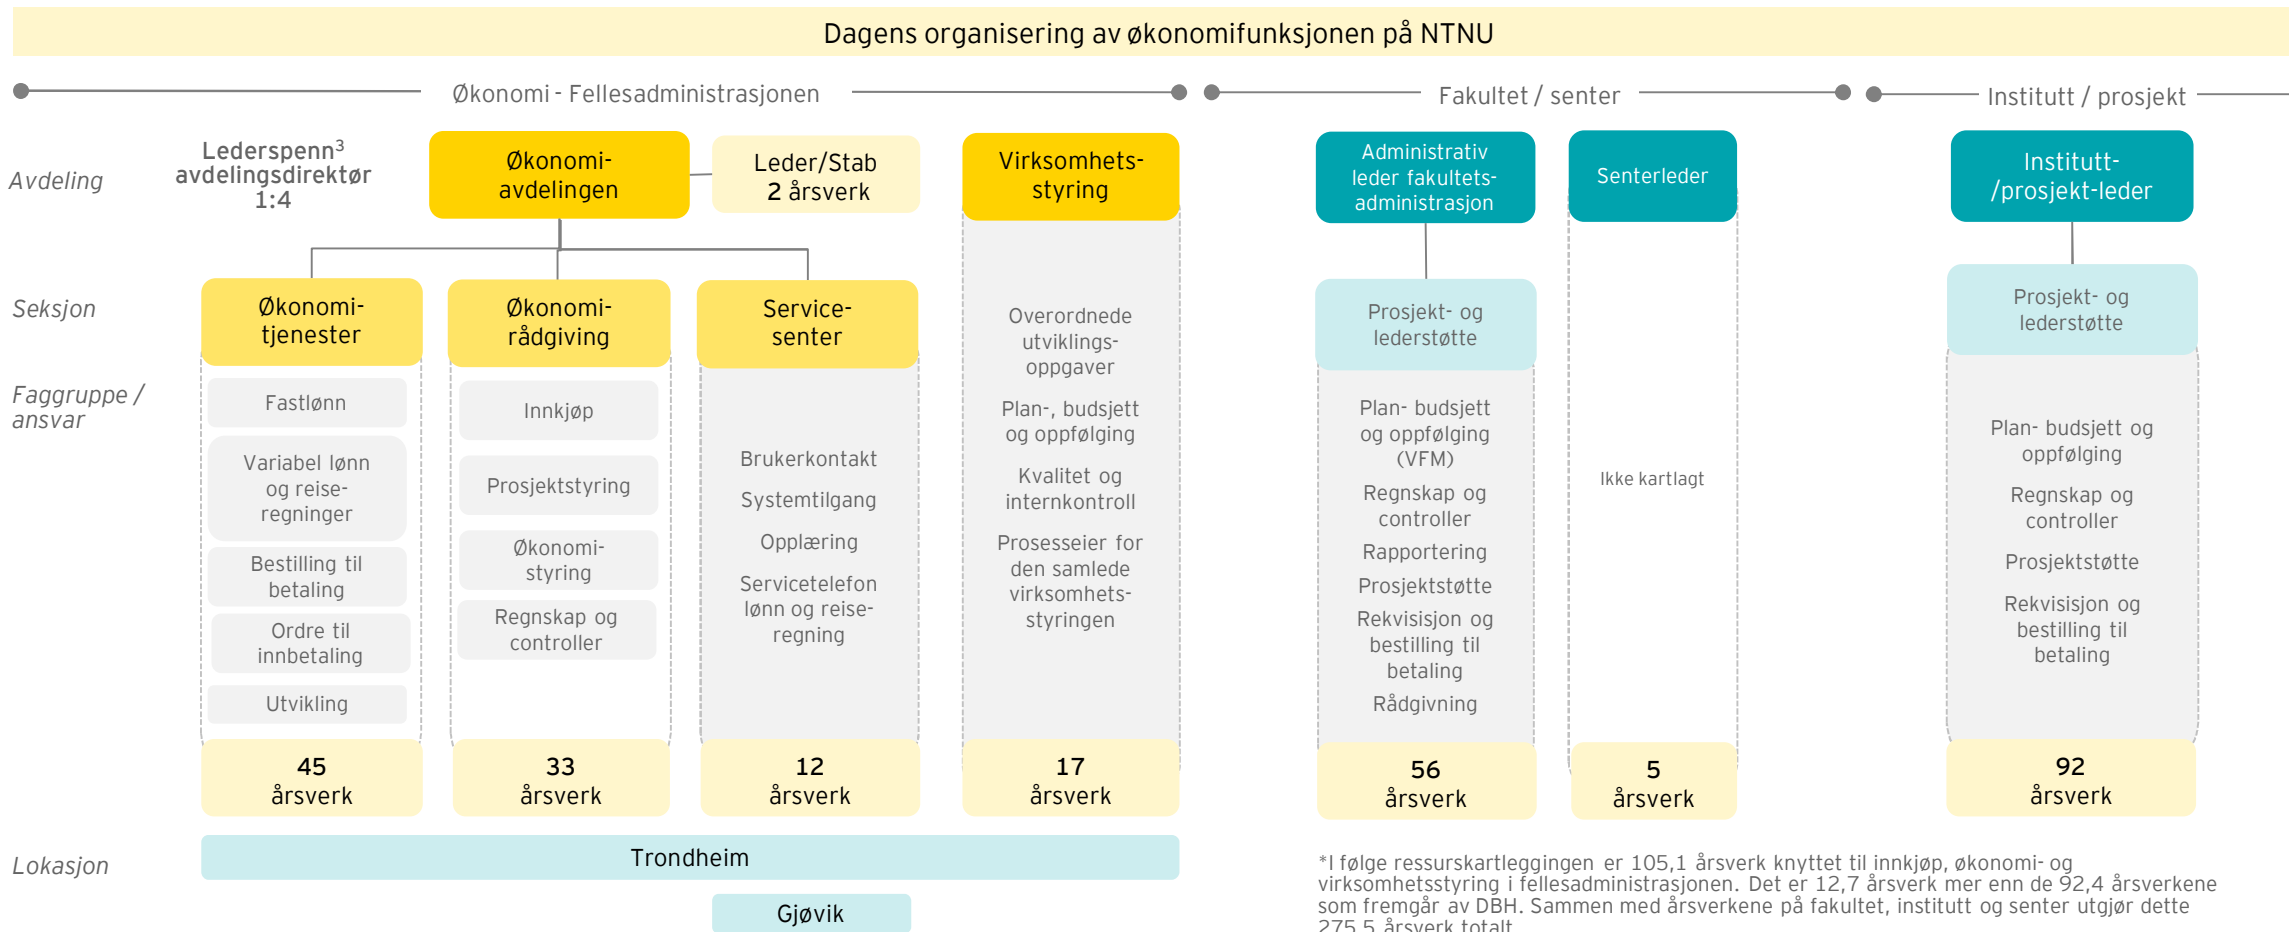 Dagens organisering av økonomifunksjonen på NTNU
Økonomi - Fellesadministrasjonen
Fakultet / senter
Institutt / prosjekt
Avdeling
Lederspenn3
avdelingsdirektør
1:4
Økonomi-
avdelingen
Leder/Stab
2 årsverk
Virksomhets-
styring
Administrativ
leder fakultets-
administrasjon
Senterleder
Institutt-
/prosjekt-leder
Seksjon
Økonomi-
tjenester
Økonomi-
rådgiving
Service-
senter
Prosjekt- og
lederstøtte
Prosjekt- og
lederstøtte
Faggruppe /
ansvar
Fastlønn
Variabel lønn
og reise-
regninger
Bestilling til
betaling
Ordre til
innbetaling
Utvikling
Innkjøp
Prosjektstyring
Økonomi-
styring
Regnskap og
controller
Brukerkontakt
Systemtilgang
Opplæring
Servicetelefon
lønn og reise-
regning
Overordnede
utviklings-
oppgaver
Plan-, budsjett
og oppfølging
Kvalitet og
internkontroll
Prosesseier for
den samlede
virksomhets-
styringen
Plan- budsjett
og oppfølging
(VFM)
Regnskap og
controller
Rapportering
Prosjektstøtte
Rekvisisjon og
bestilling til
betaling
Rådgivning
Ikke kartlagt
Plan- budsjett og
oppfølging
Regnskap og
controller
Prosjektstøtte
Rekvisisjon og
bestilling til
betaling
45
årsverk
33
årsverk
12
årsverk
17
årsverk
56
årsverk
5
årsverk
92
årsverk
Lokasjon
Trondheim
Gjøvik
*I følge ressurskartleggingen er 105,1 årsverk knyttet til innkjøp, økonomi- og
virksomhetsstyring i fellesadministrasjonen. Det er 12,7 årsverk mer enn de 92,4 årsverkene
som fremgår av DBH. Sammen med årsverkene på fakultet, institutt og senter utgjør dette
275,5 årsverk totalt